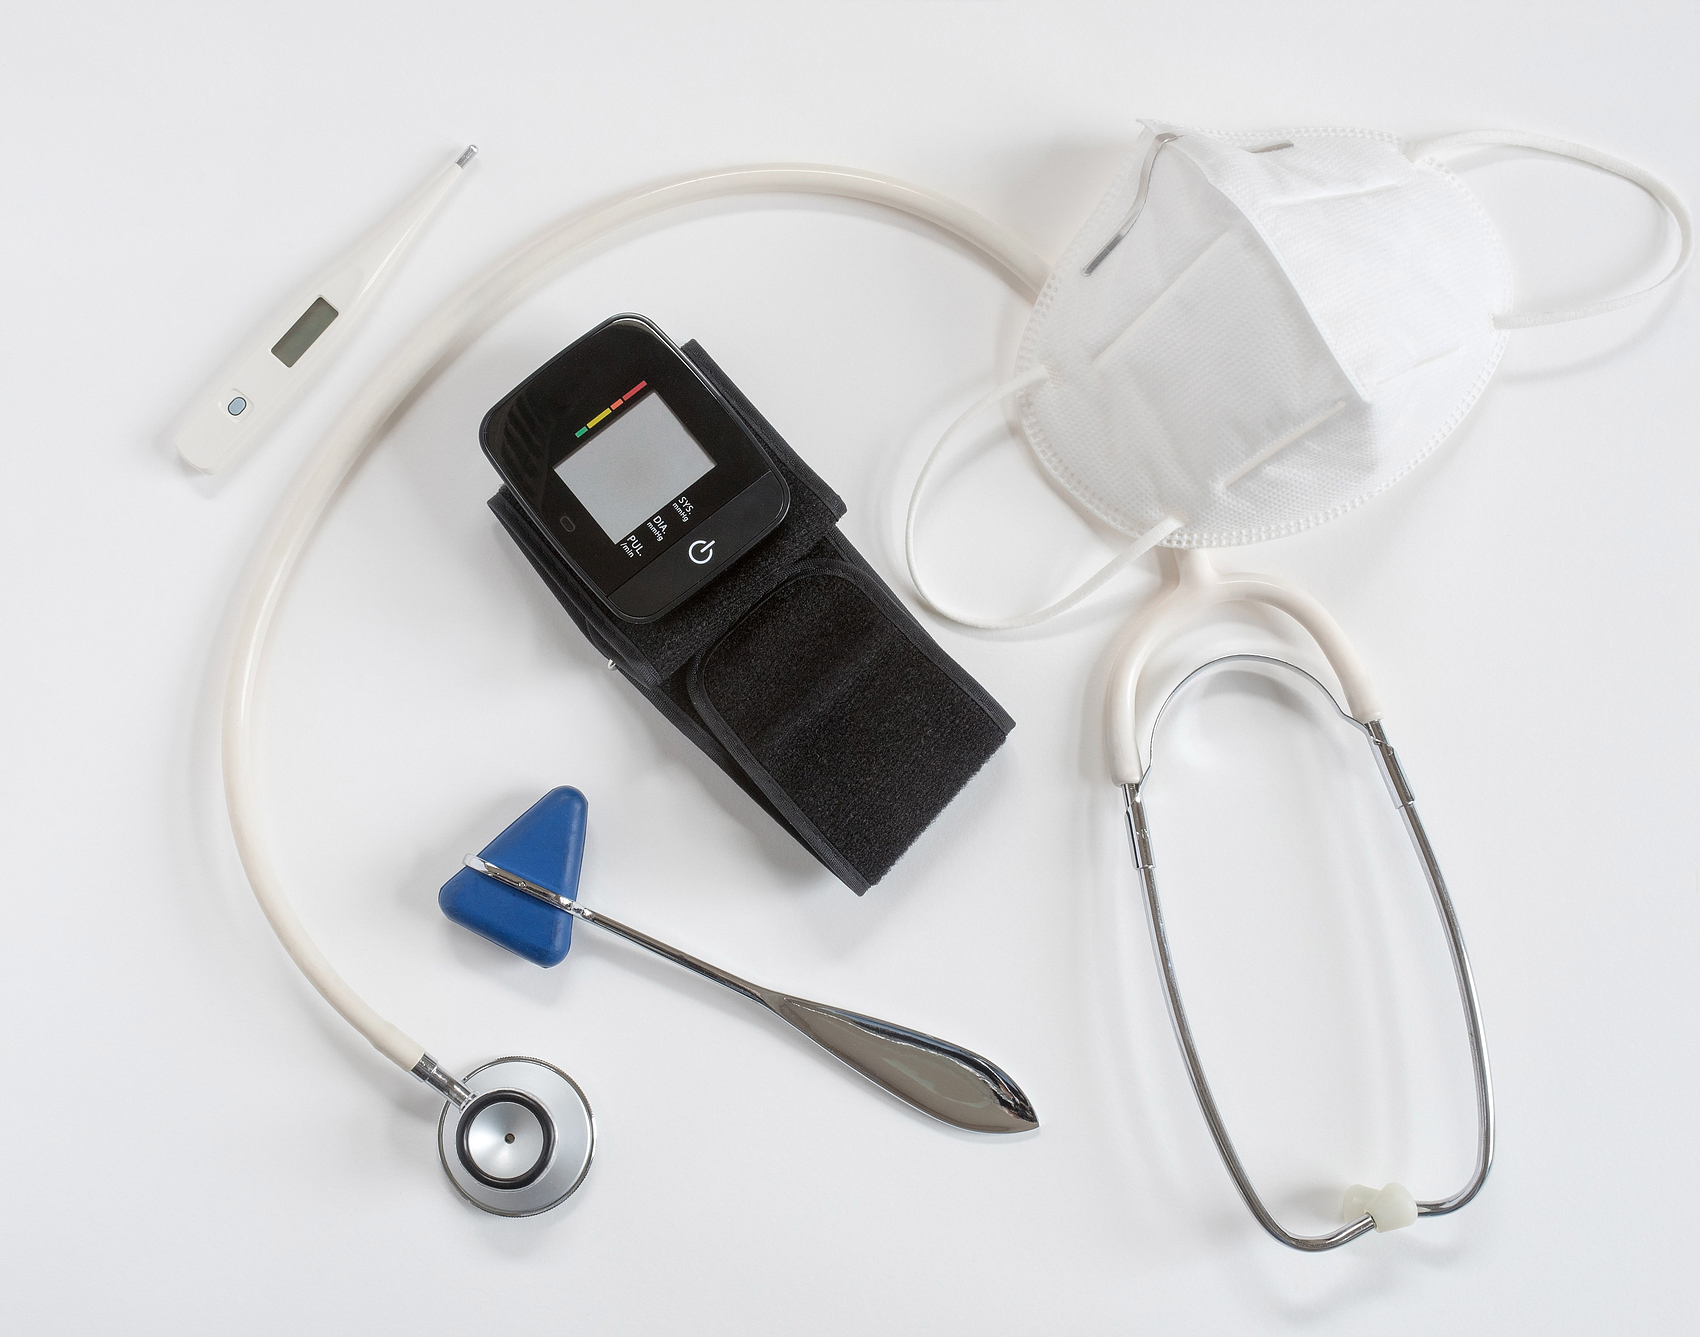 SYS.
mmHg
DIA.
mmHg
PUL.
/min